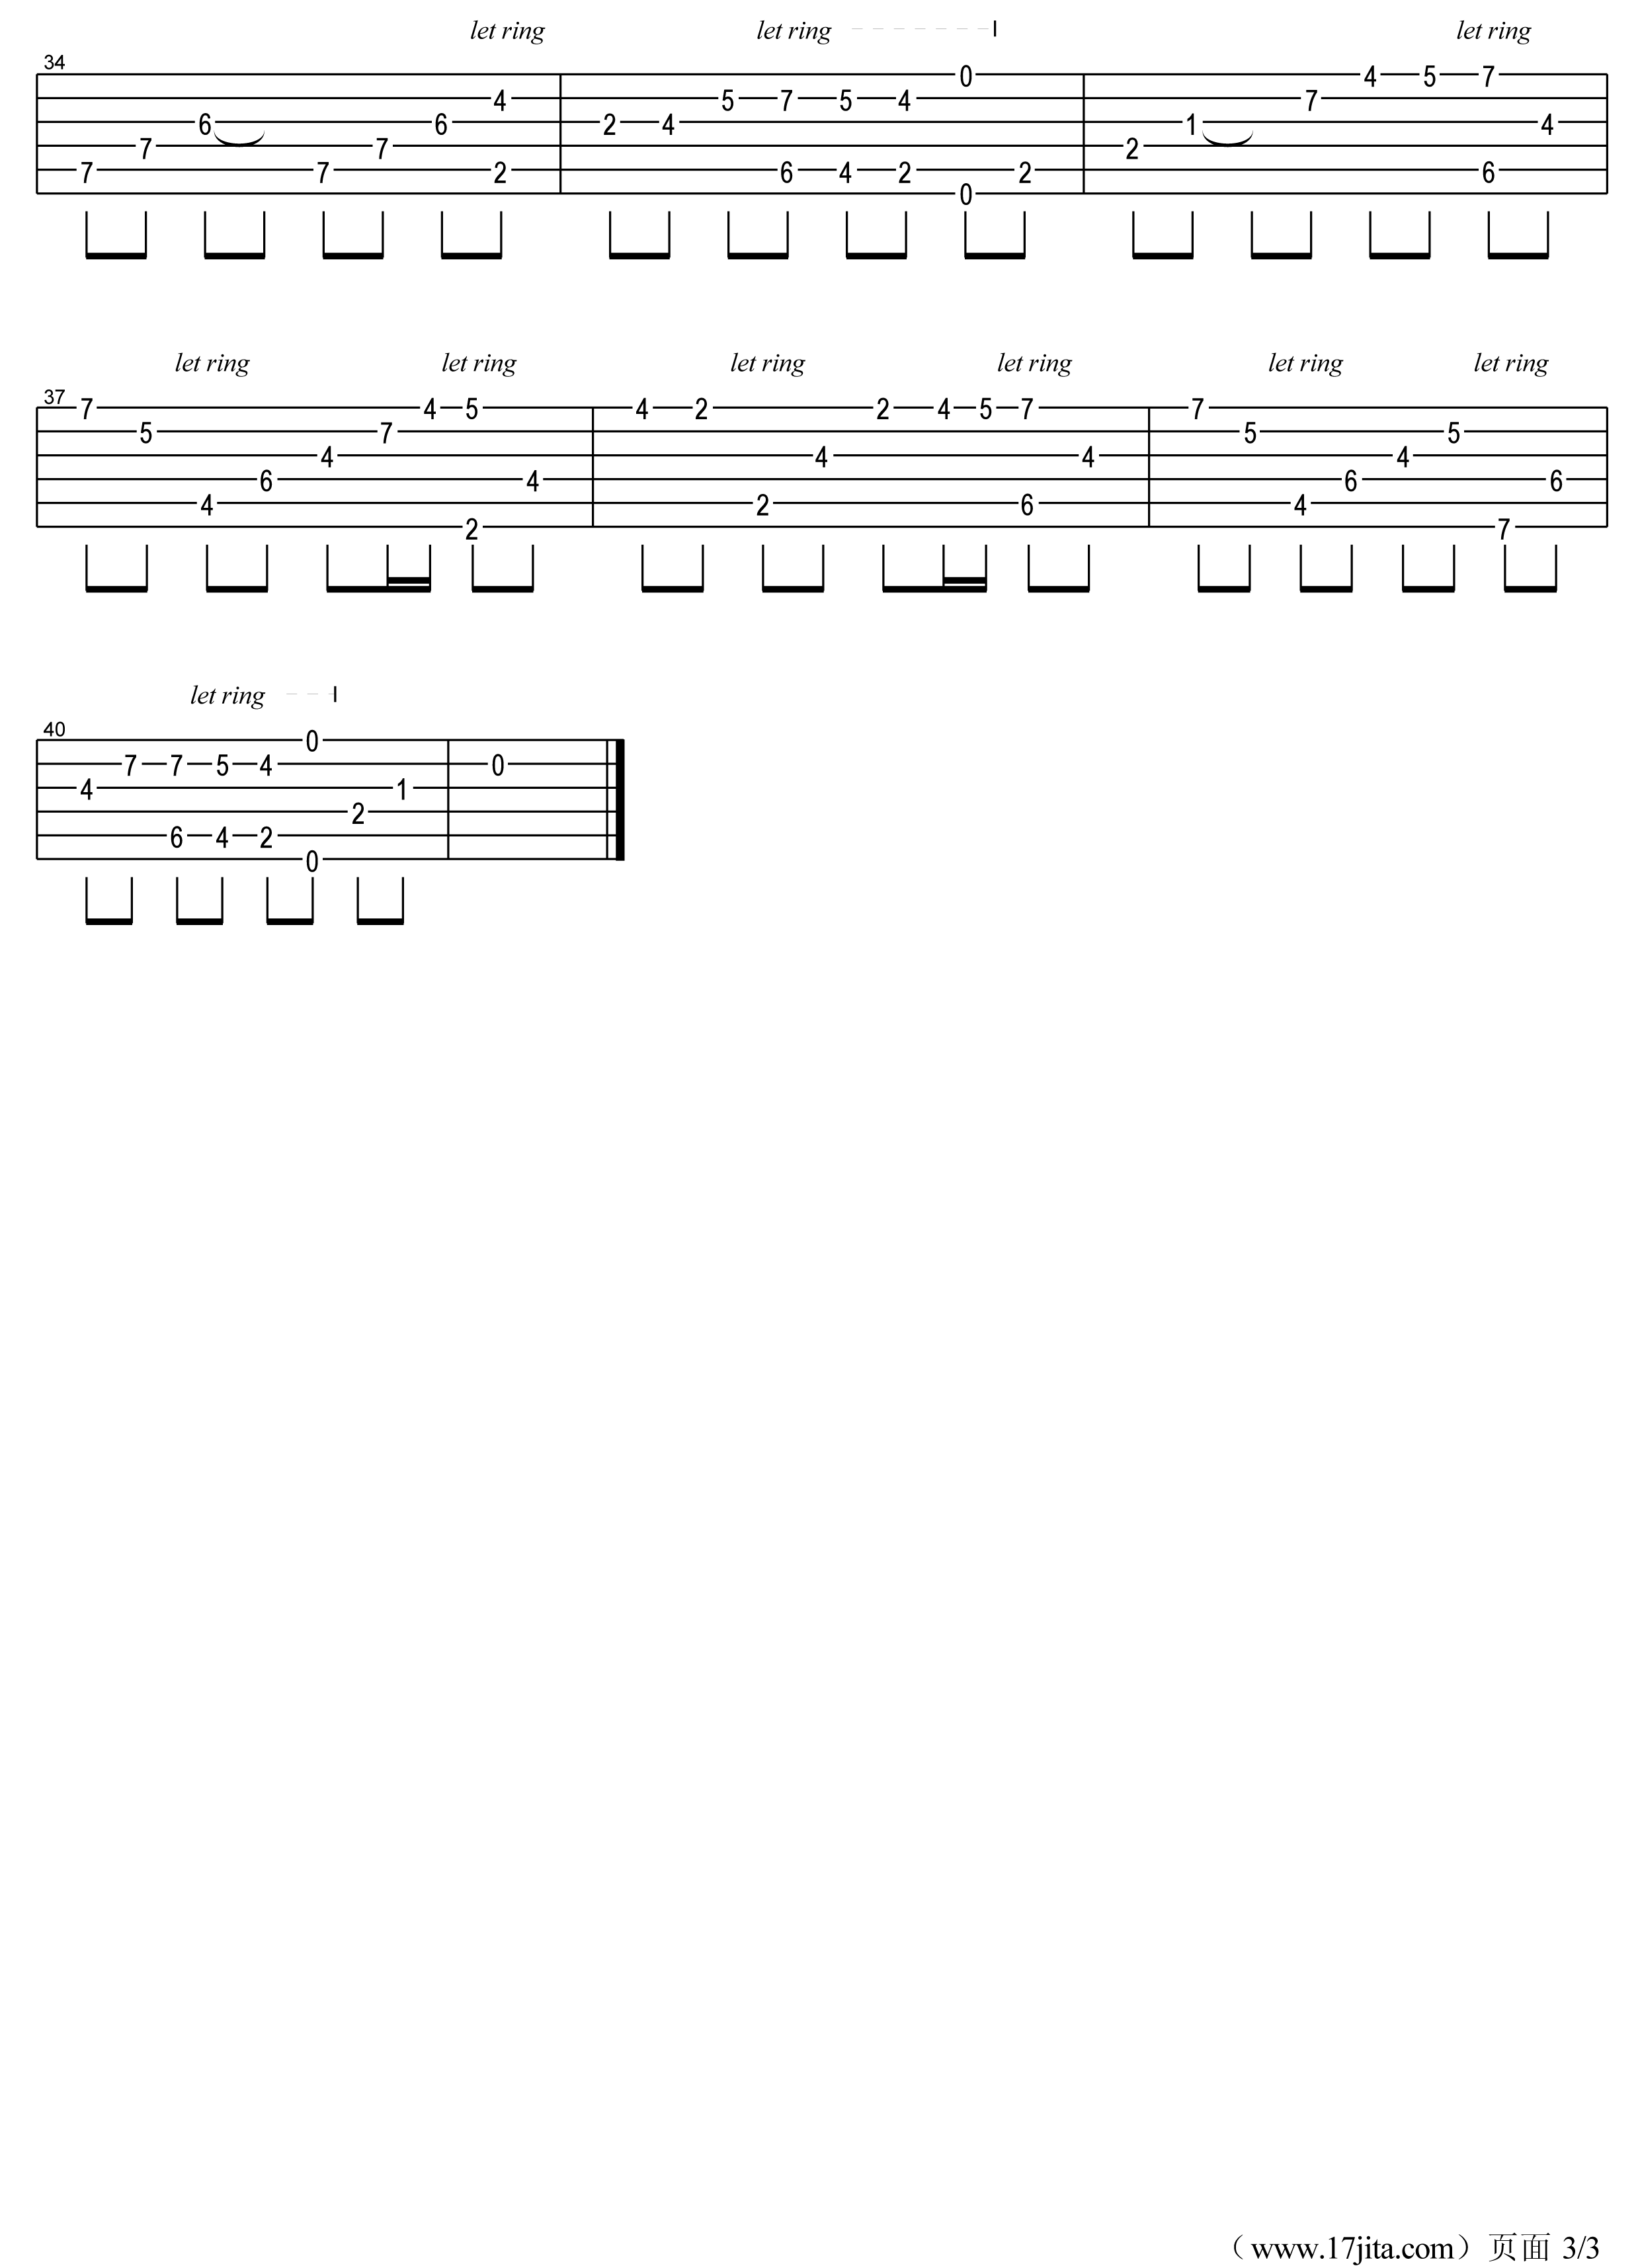 let ring let ring let ring
34
0 4 5 7
4 5 7 5 4 7
6 6 2 4 1 4
7 7 2
7 7 2 6 4 2 2 6
0
let ring let ring let ring let ring let ring let ring
37
7 4 5 4 2 2 4 5 7 7
5 7 5 5
4 4 4 4
6 4 6 6
4 2 6 4
2 7
let ring
40
0
7 7 5 4 0
4 1
2
6 4 2
0
（www.17jita.com）页面 3/3